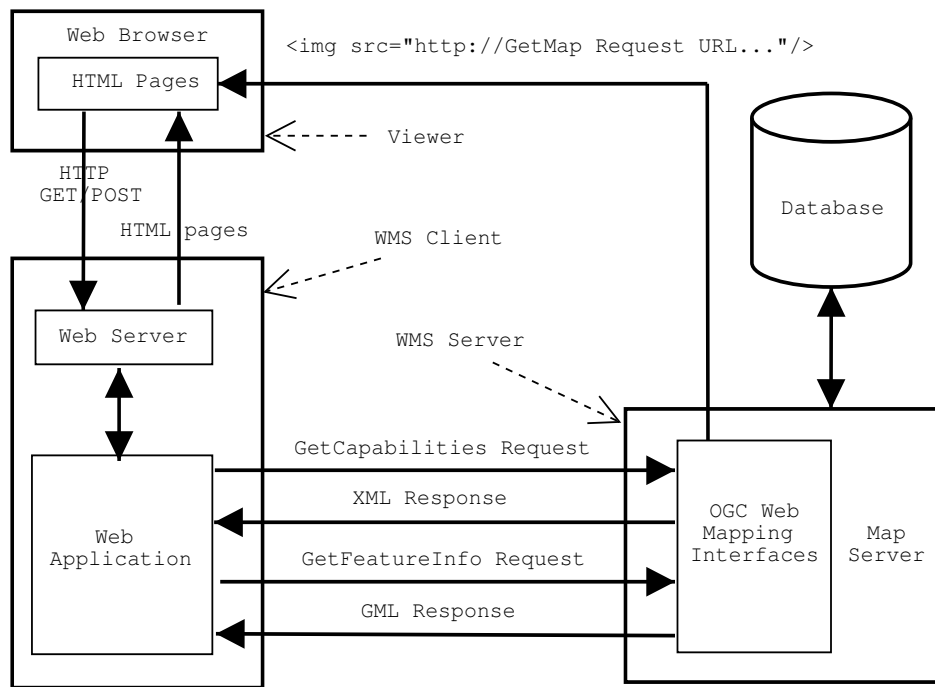 Web Browser
<img src="http://GetMap Request URL..."/>
HTML Pages
Viewer
HTTP
GET/POST
HTML pages
Database
WMS Client
Web Server
WMS Server
GetCapabilities Request
XML Response
Web
Application
OGC Web
Mapping
Interfaces
Map
Server
GetFeatureInfo Request
GML Response